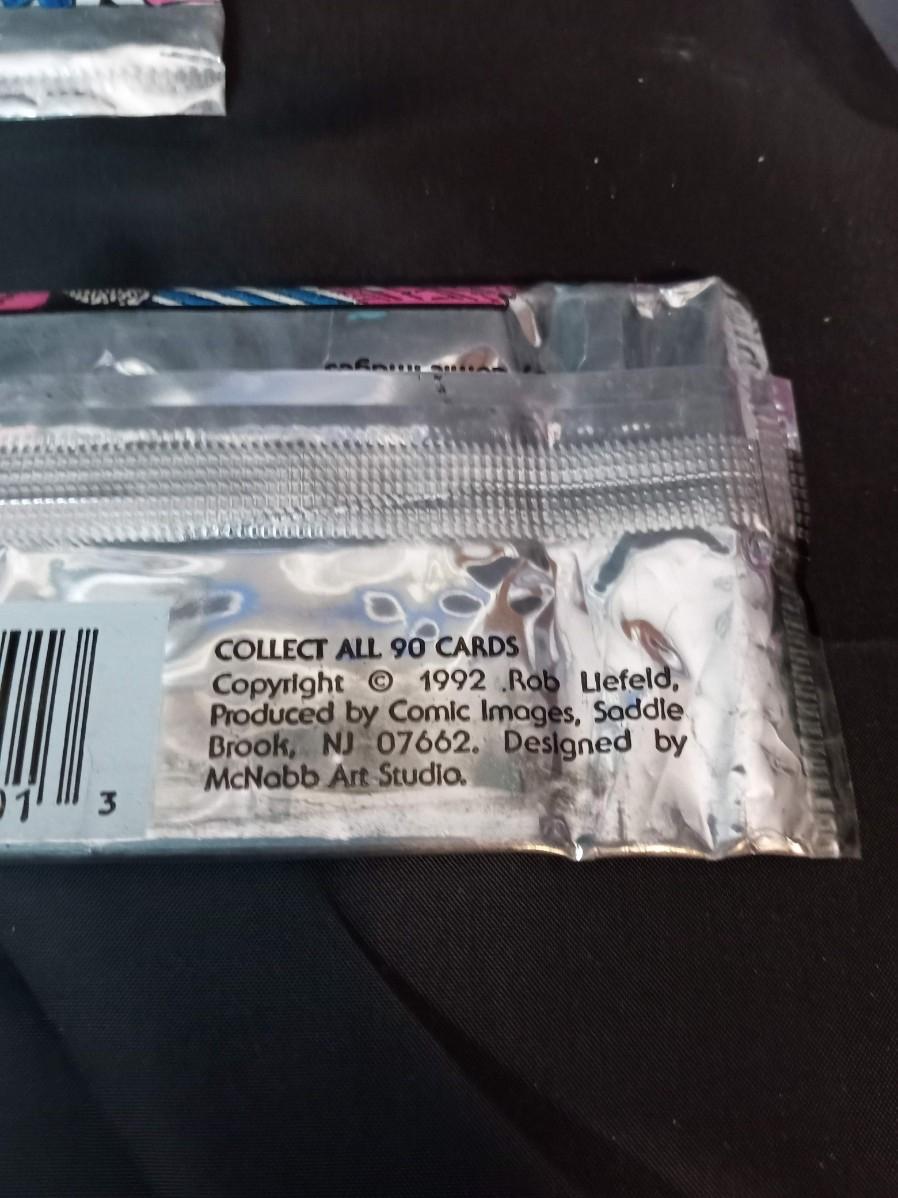 COLLECT ALL 90 CARDS
Copyright © 1992 .Rob Liefeld,
Produced by Comic Images, Saddle
Brook, NJ 07662. Designed by
McNabb Art Studio.
01 3